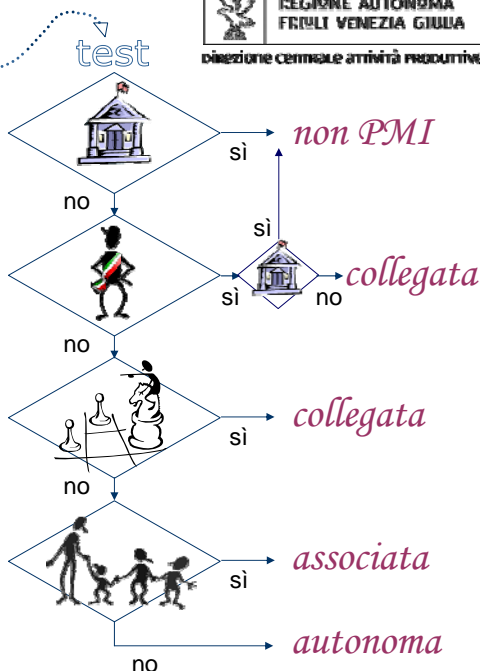 REGIONE AUTONOMA
FRIULI VENEZIA GIULIA
direzione centrale attività produttive
test
sì
non PMI
no
sì
sì
no
collegata
no
sì
collegata
no
sì
associata
no
autonoma